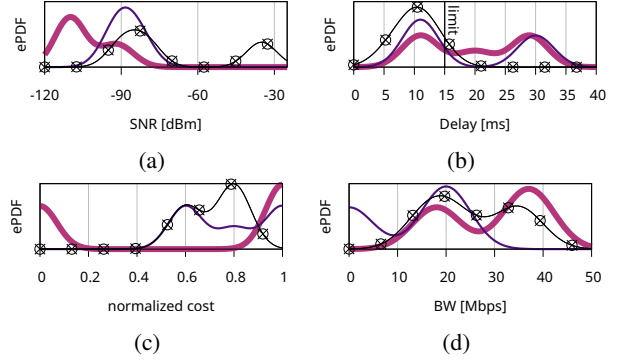 ePDF
-120 -90 -60 -30
SNR [dBm]
(a)
ePDF
llimit
0 5 10 15 20 25 30 35 40
Delay [ms]
(b)
ePDF
0 0.2 0.4 0.6 0.8 1
normalized cost
(c)
ePDF
0 10 20 30 40 50
BW [Mbps]
(d)